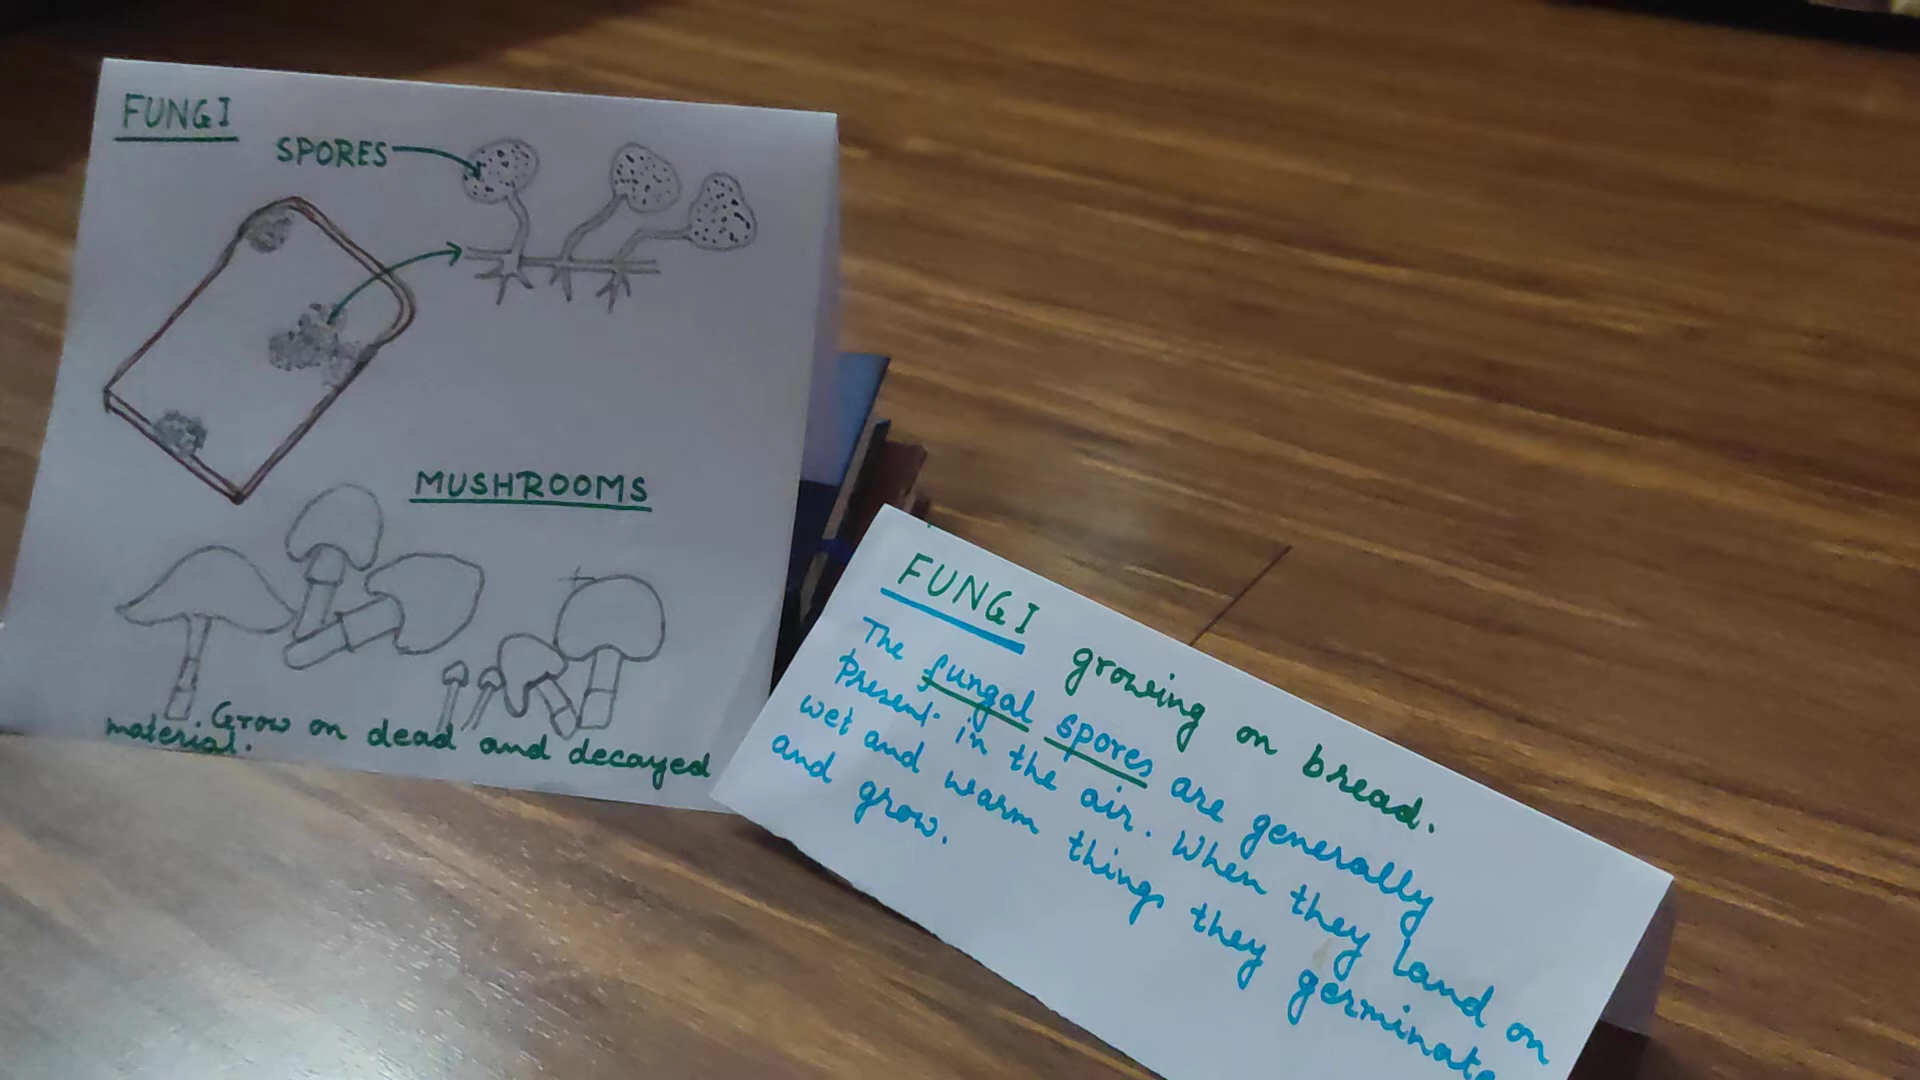 FUNGI
SPORES
MUSHROOMS
Grow on dead and decayed
material.
FUNGI growing on bread.
The fungal spores are generally
Present in the air. When they land on
wet and warm things they germinate
and grow.